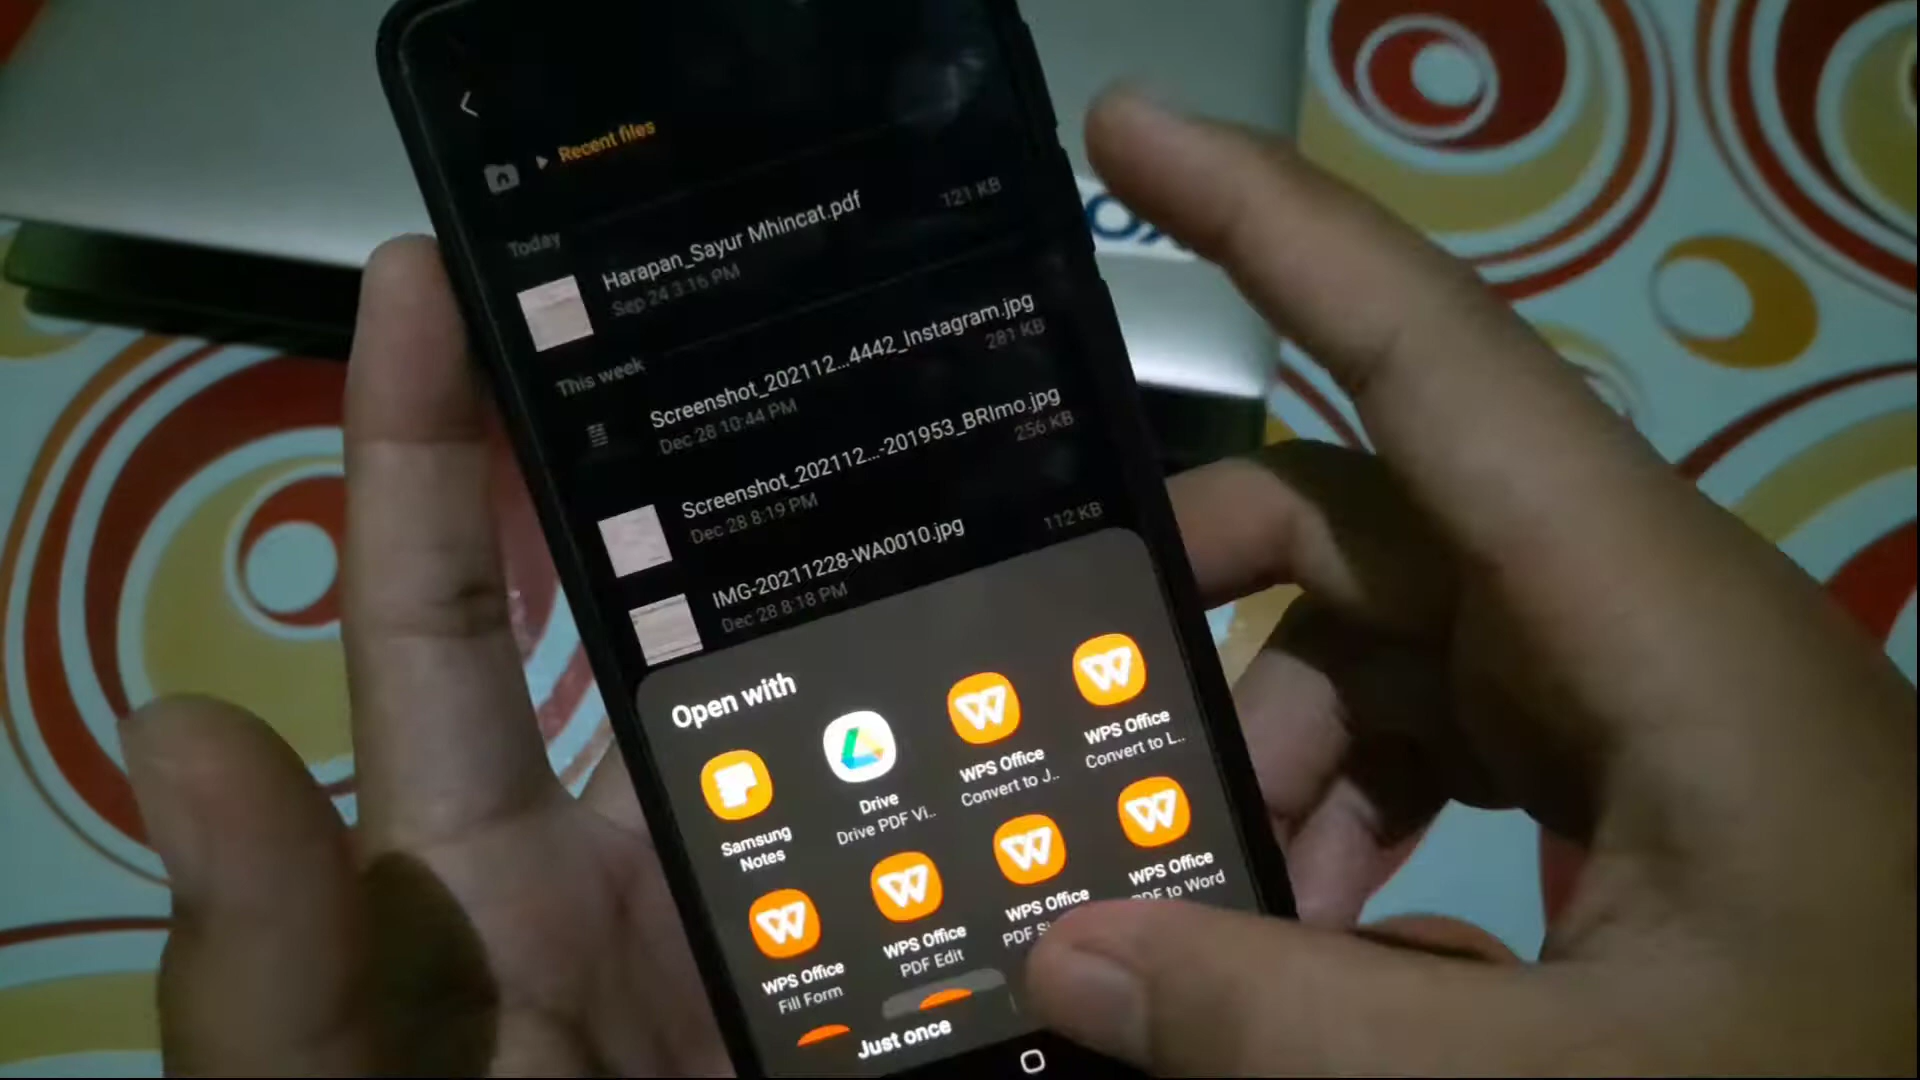 Recent files
Today
Harapan_Sayur Mhincat.pdf
Sep 24 3:16 PM
121 KB
This week
Screenshot_202112...4442_Instagram.jpg
Dec 28 10:44 PM
281 KB
Screenshot_202112...-201953_BRImo.jpg
Dec 28 8:19 PM
256 KB
IMG-20211228-WA0010.jpg
Dec 28 8:18 PM
112 KB
Open with
Samsung
Notes
Drive
Drive PDF Vi..
WPS Office
Convert to J..
WPS Office
Convert to L..
WPS Office
Fill Form
WPS Office
PDF Edit
WPS Office
PDF
WPS Office
PDF to Word
Just once